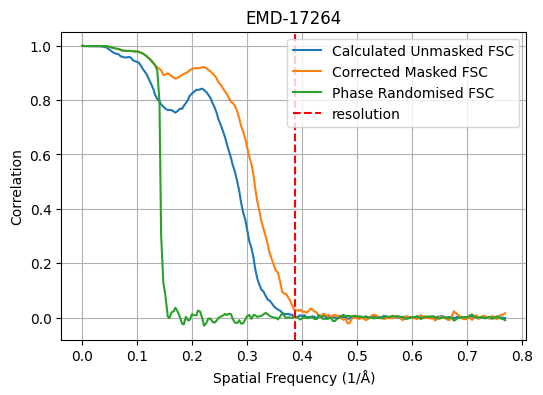 EMD-17264
Calculated Unmasked FSC
Corrected Masked FSC
Phase Randomised FSC
resolution
Correlation
1.0
0.8
0.6
0.4
0.2
0.0
0.0 0.1 0.2 0.3 0.4 0.5 0.6 0.7 0.8
Spatial Frequency (1/Å)